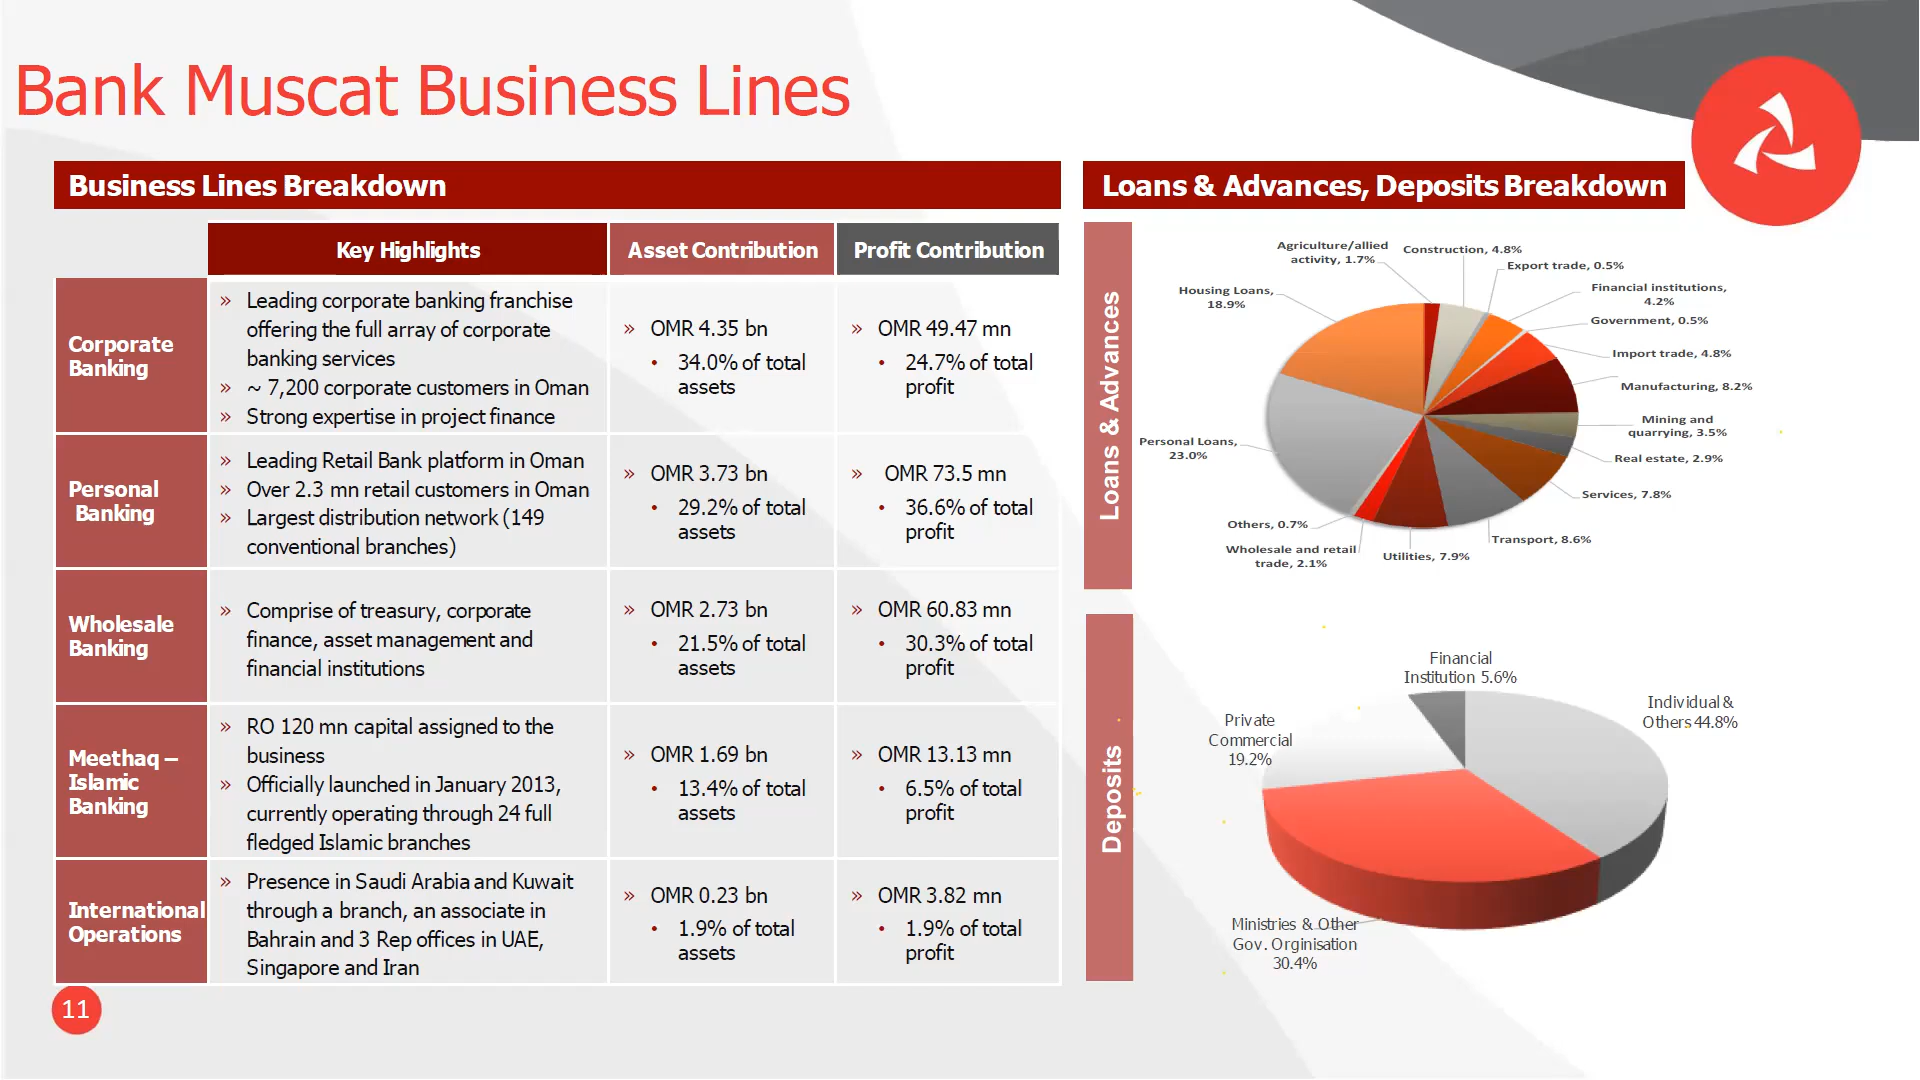 Bank Muscat Business Lines
Business Lines Breakdown
Key Highlights
Asset Contribution
Profit Contribution
Corporate
Banking
» Leading corporate banking franchise
offering the full array of corporate
banking services
» ~ 7,200 corporate customers in Oman
» Strong expertise in project finance
» OMR 4.35 bn
• 34.0% of total
assets
» OMR 49.47 mn
• 24.7% of total
profit
Personal
Banking
» Leading Retail Bank platform in Oman
» Over 2.3 mn retail customers in Oman
» Largest distribution network (149
conventional branches)
» OMR 3.73 bn
• 29.2% of total
assets
» OMR 73.5 mn
• 36.6% of total
profit
Wholesale
Banking
» Comprise of treasury, corporate
finance, asset management and
financial institutions
» OMR 2.73 bn
• 21.5% of total
assets
» OMR 60.83 mn
• 30.3% of total
profit
Meethaq –
Islamic
Banking
» RO 120 mn capital assigned to the
business
» Officially launched in January 2013,
currently operating through 24 full
fledged Islamic branches
» OMR 1.69 bn
• 13.4% of total
assets
» OMR 13.13 mn
• 6.5% of total
profit
International
Operations
» Presence in Saudi Arabia and Kuwait
through a branch, an associate in
Bahrain and 3 Rep offices in UAE,
Singapore and Iran
» OMR 0.23 bn
• 1.9% of total
assets
» OMR 3.82 mn
• 1.9% of total
profit
11
Loans & Advances, Deposits Breakdown
Loans & Advances
Agriculture/allied
activity, 1.7%
Construction, 4.8%
Export trade, 0.5%
Financial institutions,
4.2%
Government, 0.5%
Import trade, 4.8%
Manufacturing, 8.2%
Mining and
quarrying, 3.5%
Real estate, 2.9%
Services, 7.8%
Transport, 8.6%
Utilities, 7.9%
Wholesale and retail
trade, 2.1%
Others, 0.7%
Personal Loans,
23.0%
Housing Loans,
18.9%
Deposits
Financial
Institution 5.6%
Individual &
Others 44.8%
Private
Commercial
19.2%
Ministries & Other
Gov. Orginisation
30.4%